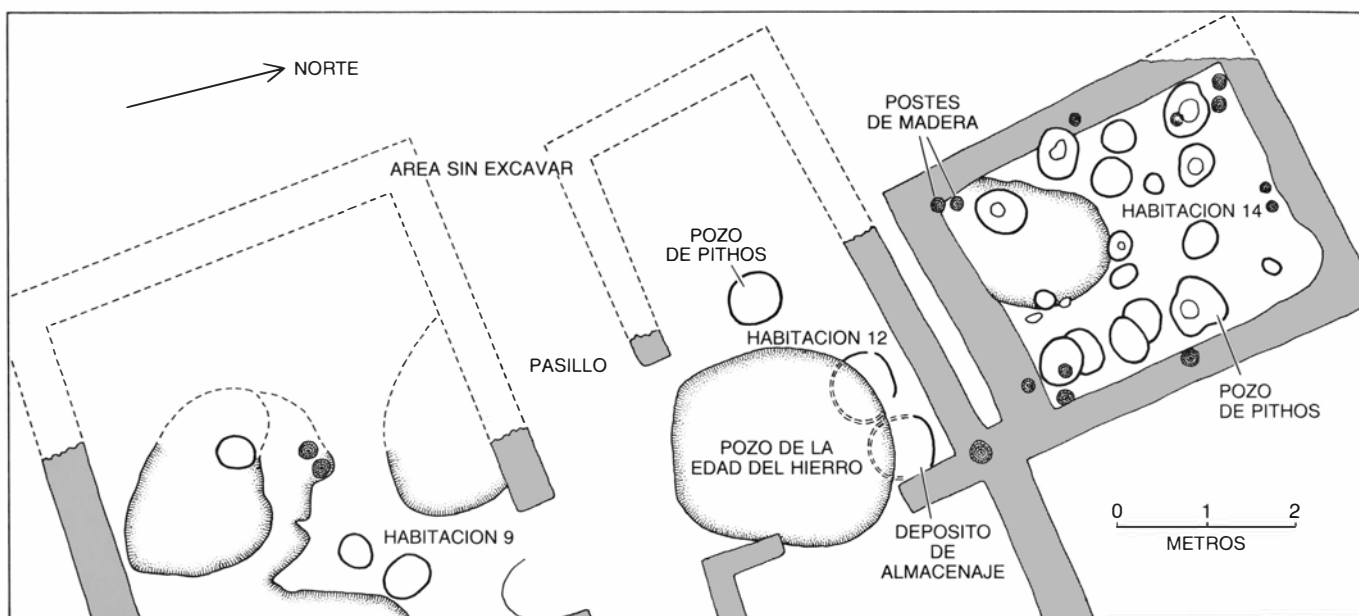 NORTE
AREA SIN EXCAVAR
POSTES
DE MADERA
HABITACION 14
POZO
DE PITHOS
HABITACION 12
PASILLO
POZO DE LA
EDAD DEL HIERRO
POZO
DE PITHOS
HABITACION 9
DEPOSITO
DE
ALMACENAJE
0 1 2
METROS